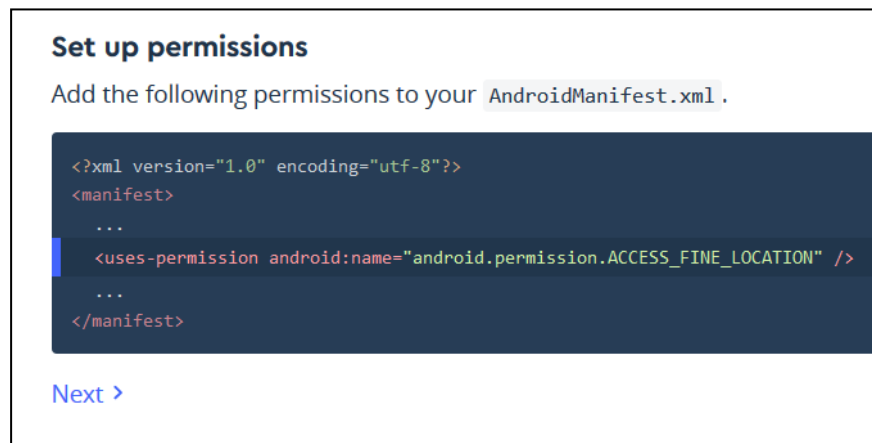 Set up permissions
Add the following permissions to your AndroidManifest.xml.
<?xml version="1.0" encoding="utf-8"?>
<manifest>
...
<uses-permission android:name="android.permission.ACCESS_FINE_LOCATION" />
...
</manifest>
Next >